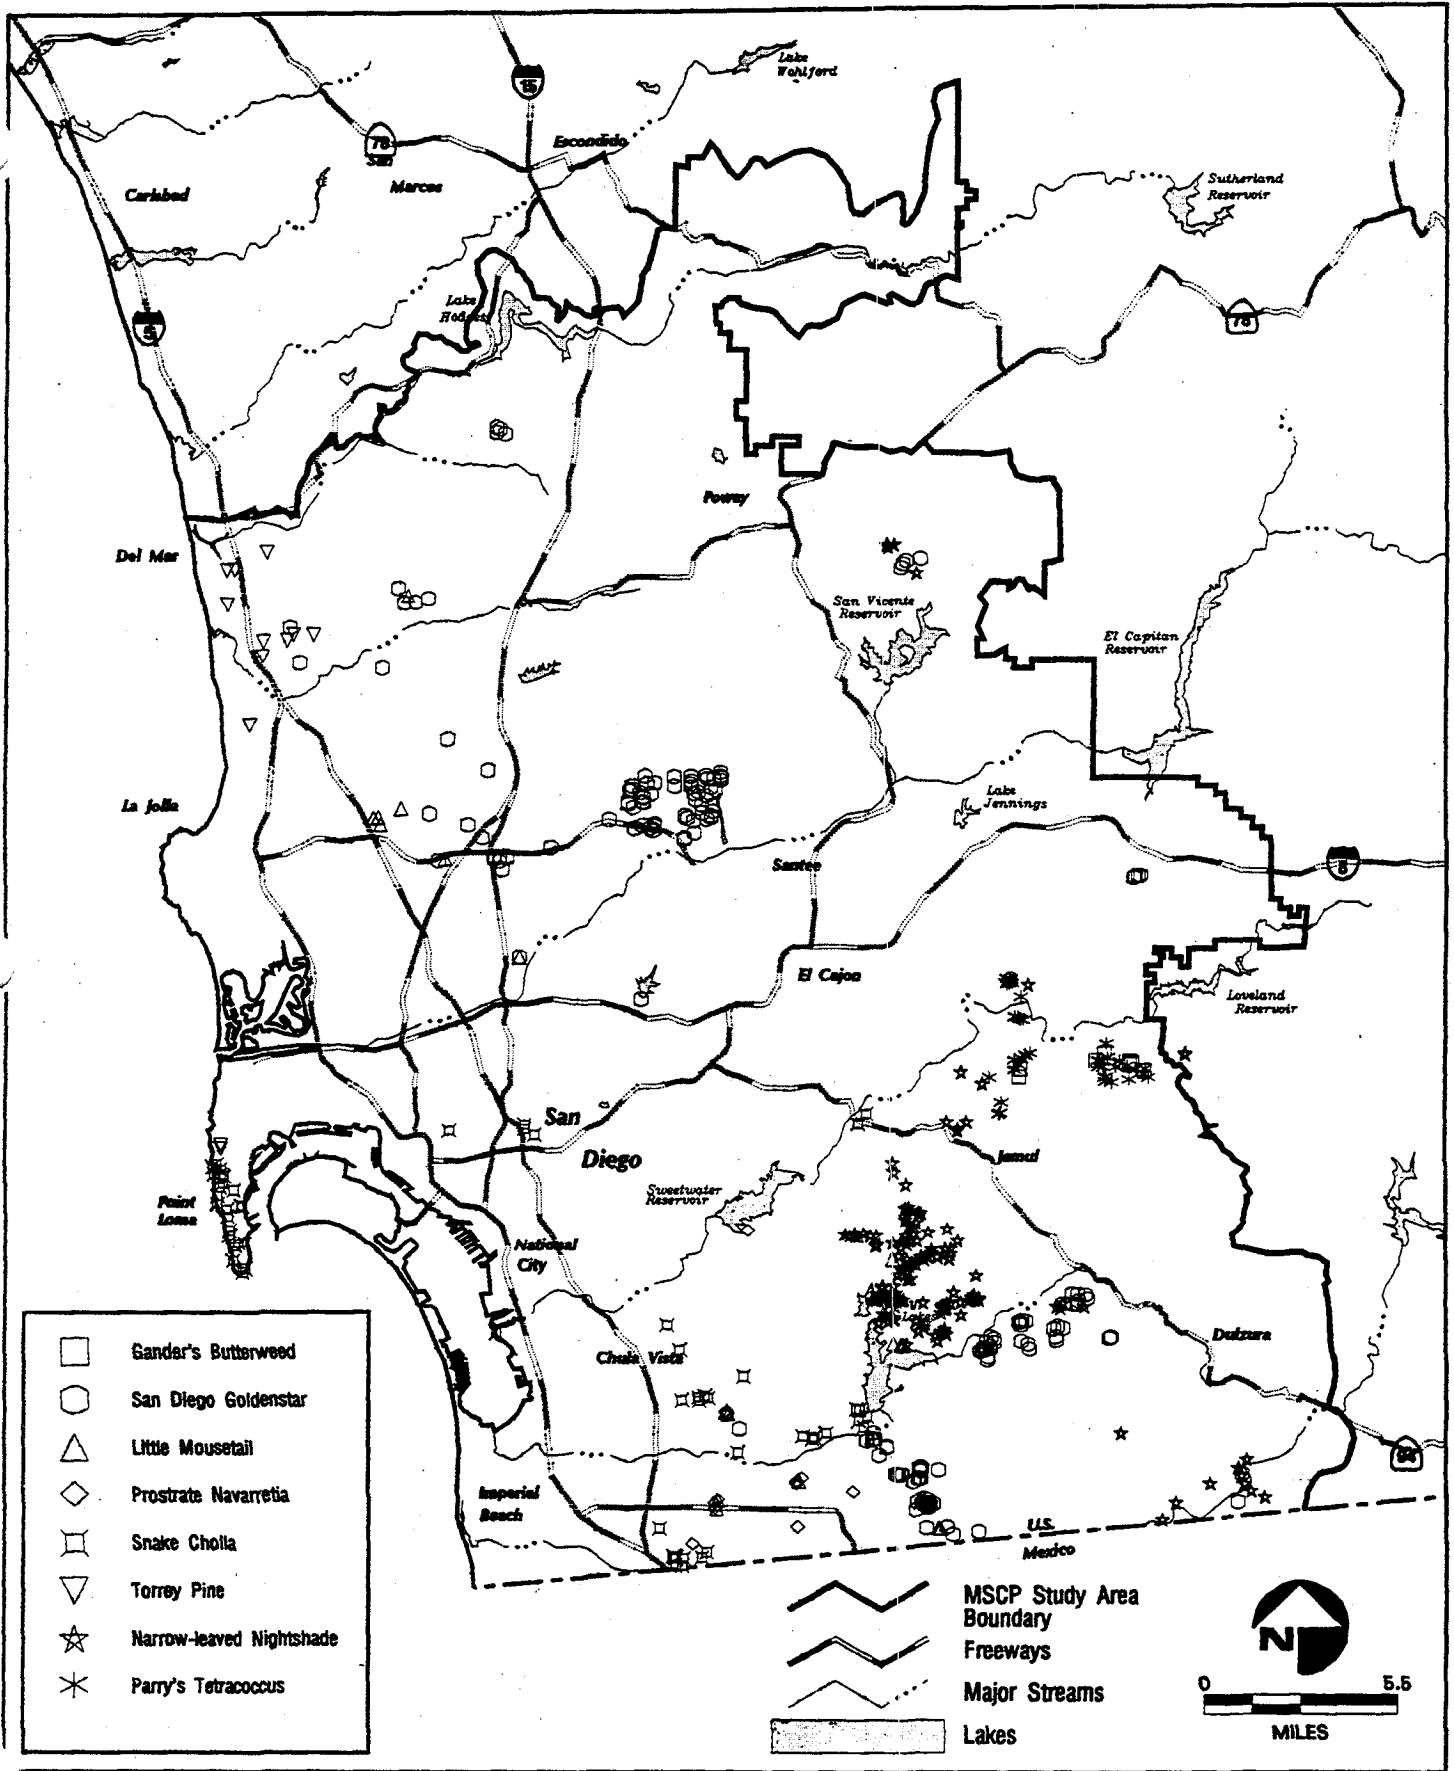 Lake
Wohlford
15
Escondido
78
San
Marcos
Carlsbad
Sutherland
Reservoir
Lake
Hodges
5
78
Poway
Del Mar
San Vicente
Reservoir
El Capitan
Reservoir
La Jolla
Lake
Jennings
Santee
8
El Cajon
Loveland
Reservoir
San
Diego
Jamul
Sweetwater
Reservoir
Point
Loma
National
City
Chula Vista
Dulzura
94
Imperial
Beach
U.S.
Mexico
Gander's Butterweed
San Diego Goldenstar
Little Mousetail
Prostrate Navarretia
Snake Cholla
Torrey Pine
Narrow-leaved Nightshade
Parry's Tetracoccus
MSCP Study Area
Boundary
Freeways
Major Streams
Lakes
N
0 5.5
MILES